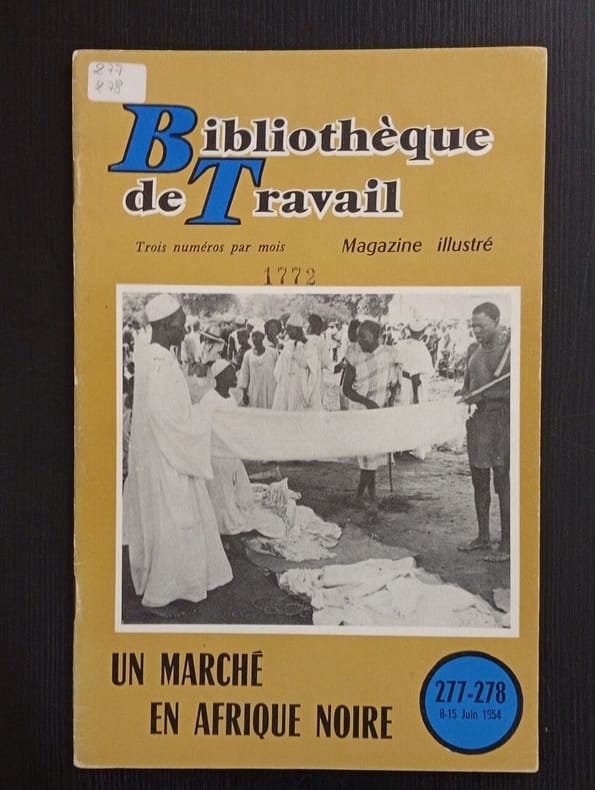 277
278
Bibliothèque
de Travail
Trois numéros par mois
Magazine illustré
1772
UN MARCHÉ
EN AFRIQUE NOIRE
277-278
8-15 Juin 1954